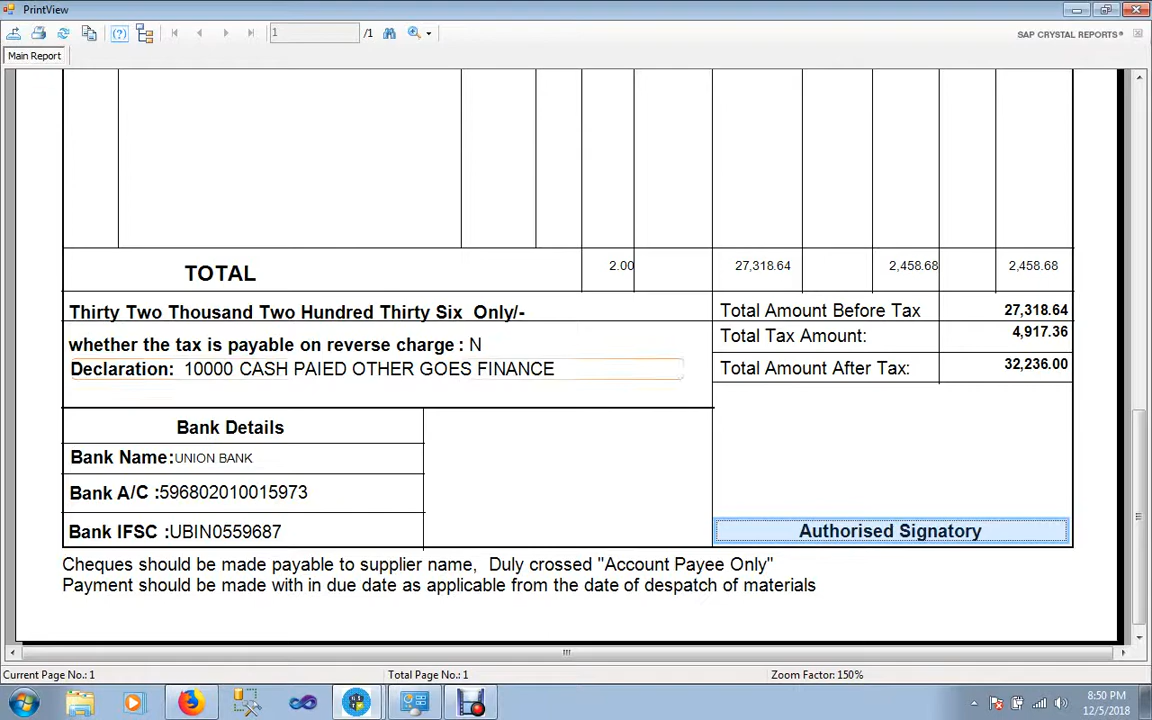 PrintView
1 /1
SAP CRYSTAL REPORTS®
Main Report
TOTAL 2.00 27,318.64 2,458.68 2,458.68
Thirty Two Thousand Two Hundred Thirty Six Only/-
Total Amount Before Tax 27,318.64
whether the tax is payable on reverse charge : N
Total Tax Amount: 4,917.36
Declaration: 10000 CASH PAIED OTHER GOES FINANCE
Total Amount After Tax: 32,236.00
Bank Details
Bank Name:UNION BANK
Bank A/C :596802010015973
Bank IFSC :UBIN0559687
Authorised Signatory
Cheques should be made payable to supplier name, Duly crossed "Account Payee Only"
Payment should be made with in due date as applicable from the date of despatch of materials
Current Page No.: 1 Total Page No.: 1 Zoom Factor: 150%
8:50 PM
12/5/2018